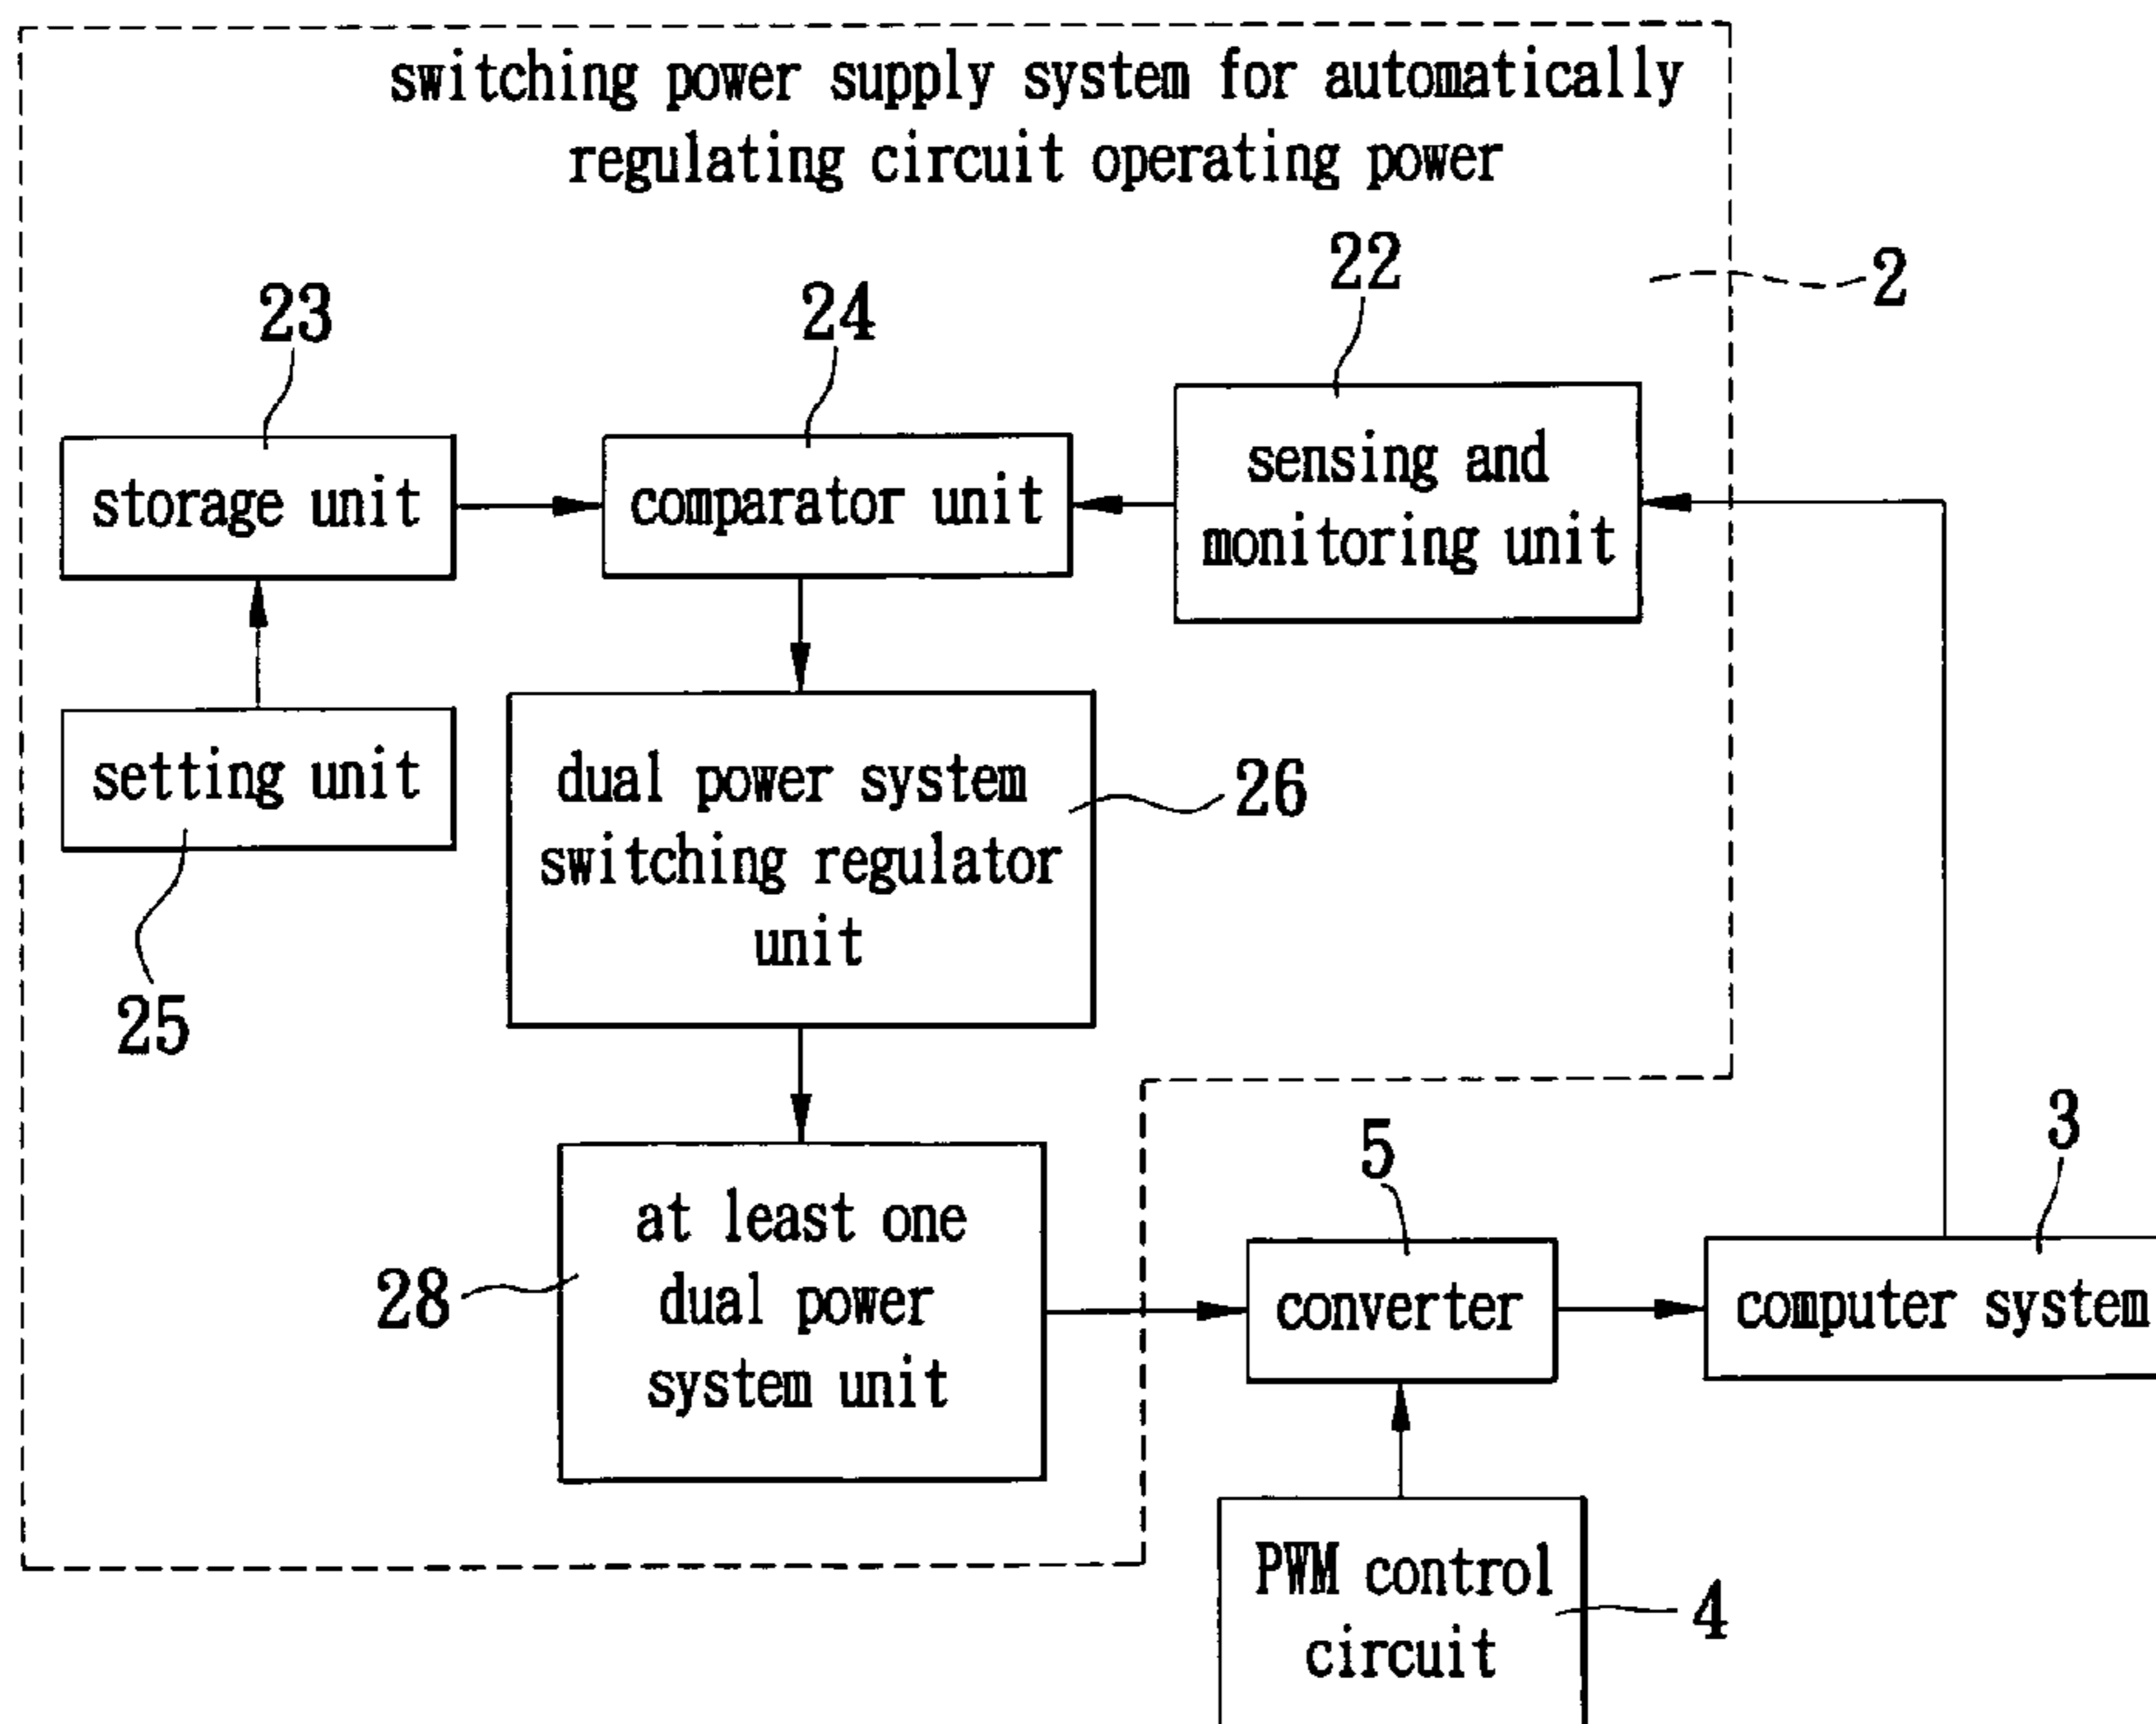 switching power supply system for automatically
regulating circuit operating power
22
2
23
24
sensing and
monitoring unit
storage unit
comparator unit
setting unit
dual power system
switching regulator
unit
26
25
5
3
at least one
dual power
system unit
28
converter
computer system
PWM control
circuit
4